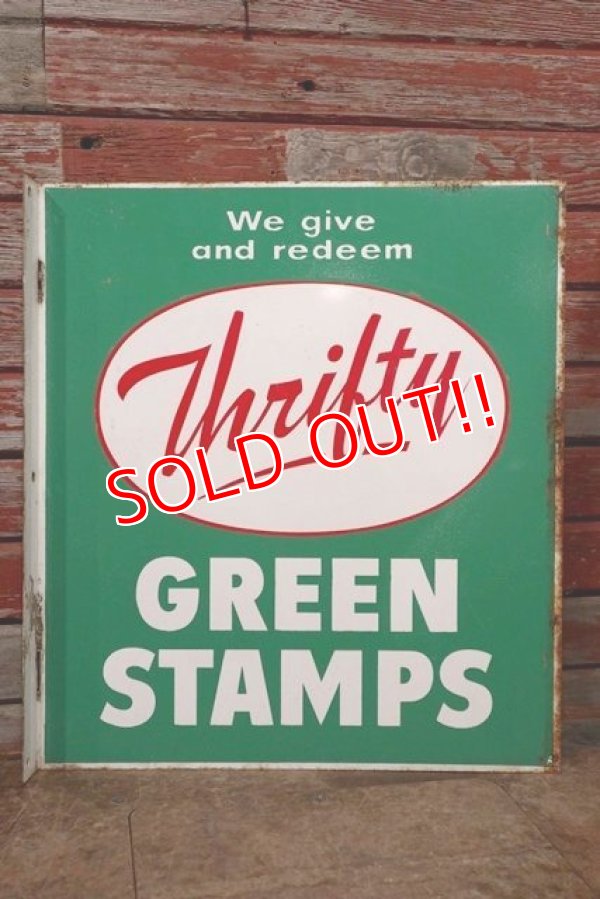 We give
and redeem
Thrifty
SOLD OUT!!
GREEN
STAMPS